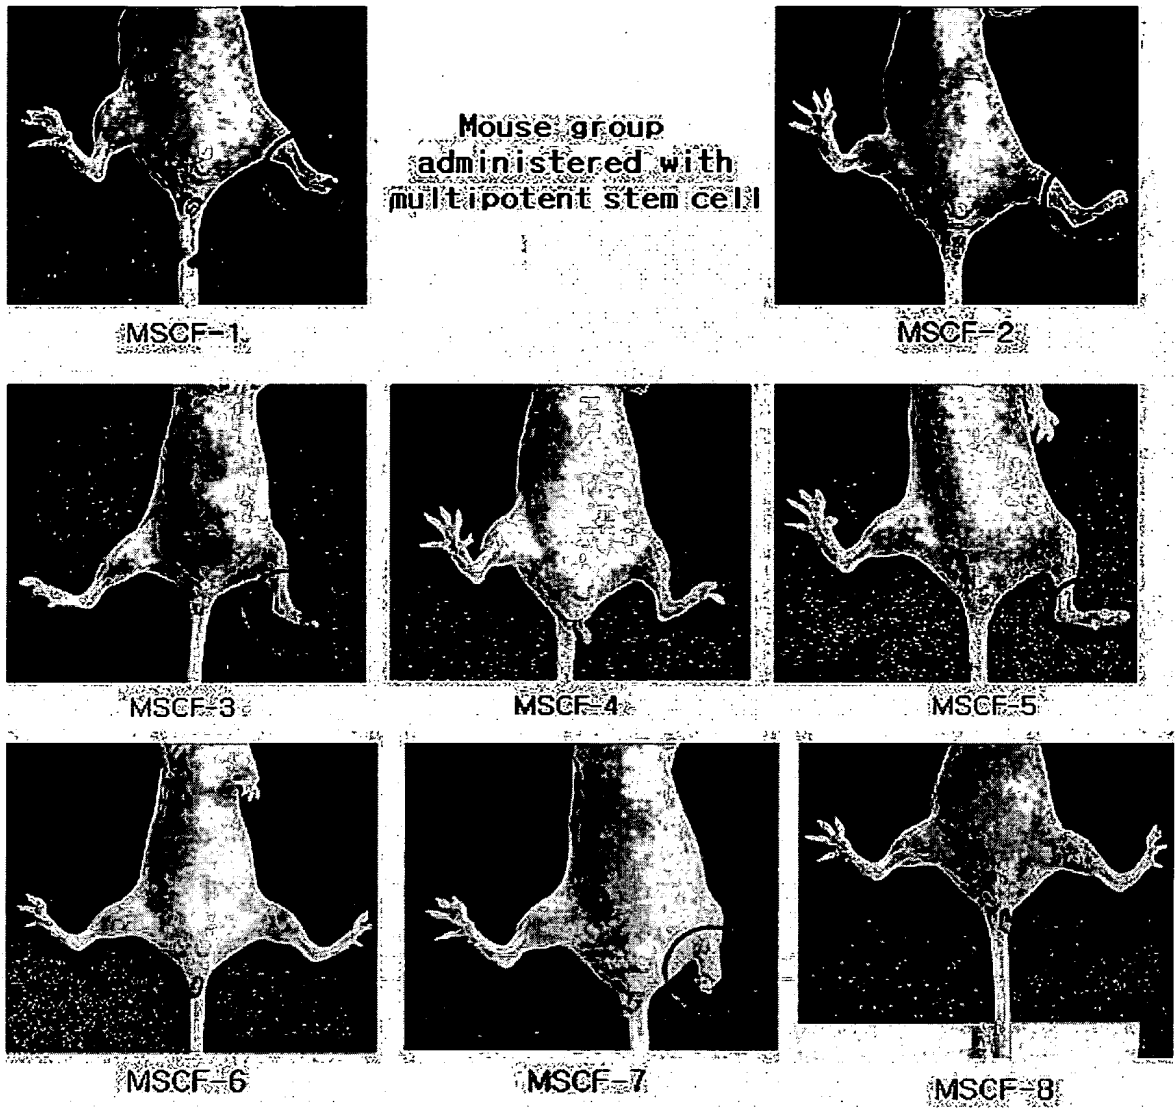 Mouse group
administered with
multipotent stem cell
MSCF-1
MSCF-2
MSCF-3
MSCF-4
MSCF-5
MSCF-6
MSCF-7
MSCF-8